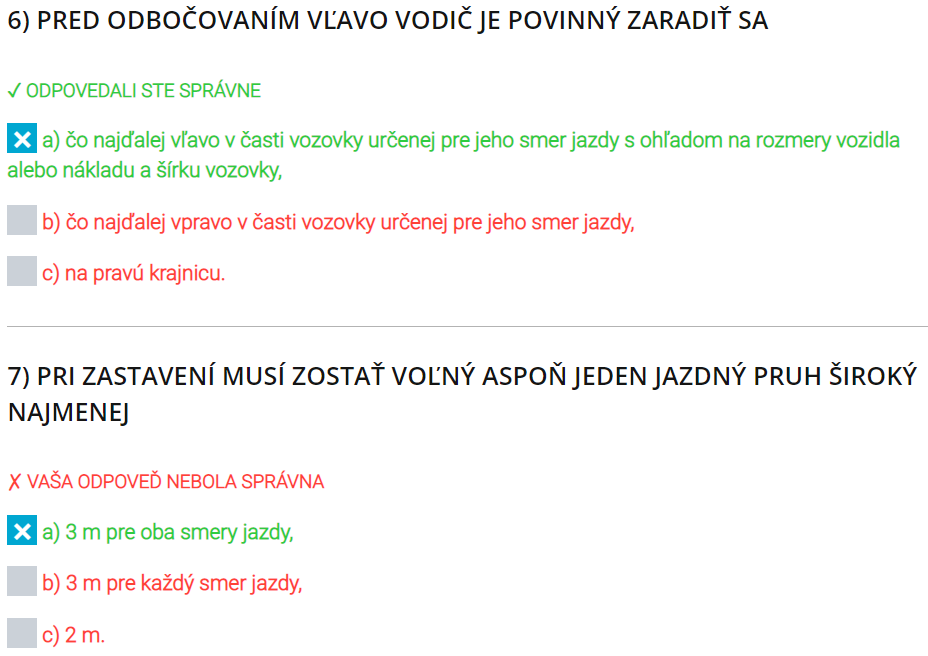 6) PRED ODBOČOVANÍM VĽAVO VODIČ JE POVINNÝ ZARADIŤ SA
✓ ODPOVEDALI STE SPRÁVNE
a) čo najďalej vľavo v časti vozovky určenej pre jeho smer jazdy s ohľadom na rozmery vozidla
alebo nákladu a šírku vozovky,
b) čo najďalej vpravo v časti vozovky určenej pre jeho smer jazdy,
c) na pravú krajnicu.
7) PRI ZASTAVENÍ MUSÍ ZOSTAŤ VOĽNÝ ASPOŇ JEDEN JAZDNÝ PRUH ŠIROKÝ
NAJMENEJ
✗ VAŠA ODPOVEĎ NEBOLA SPRÁVNA
a) 3 m pre oba smery jazdy,
b) 3 m pre každý smer jazdy,
c) 2 m.